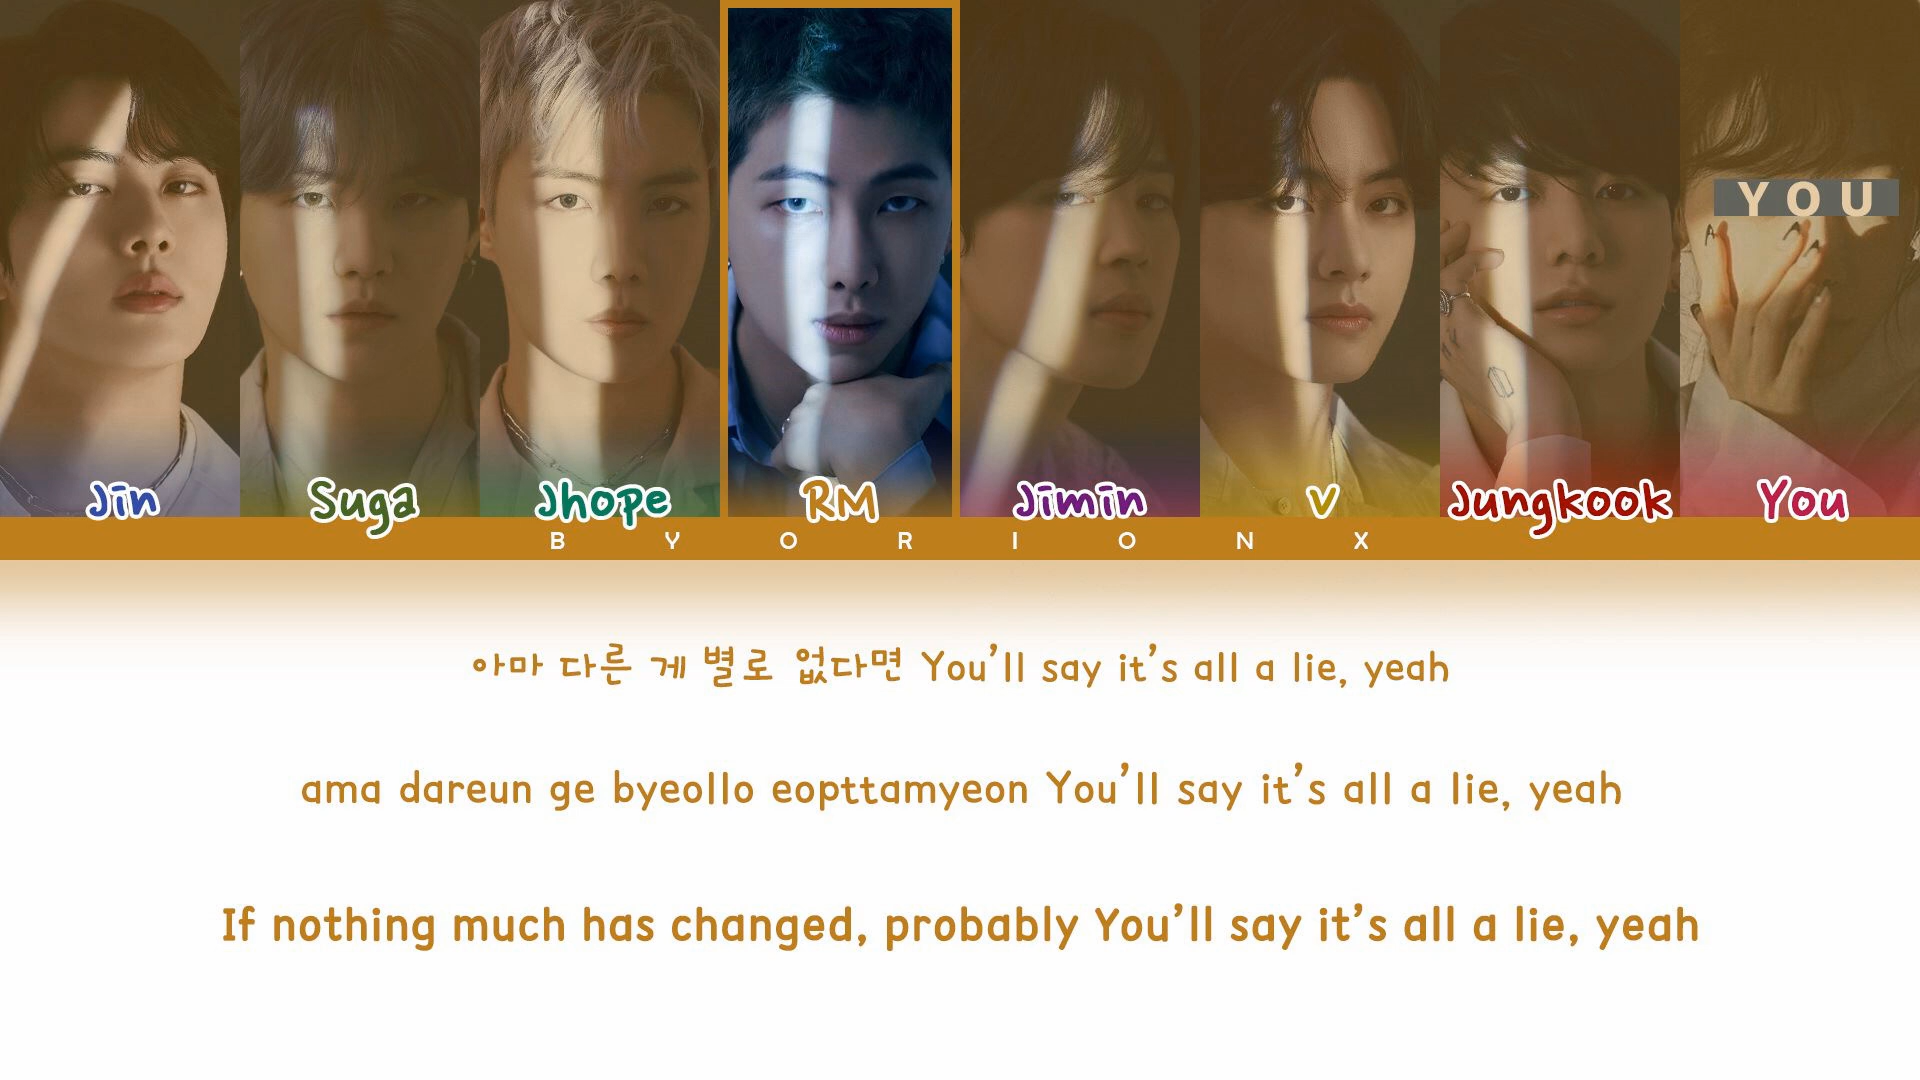 YOU
Jin Suga Jhope RM Jimin V Jungkook You
BYORIONX
아마 다른 게 별로 없다면 You’ll say it’s all a lie, yeah
ama dareun ge byeollo eopttamyeon You’ll say it’s all a lie, yeah
If nothing much has changed, probably You’ll say it’s all a lie, yeah